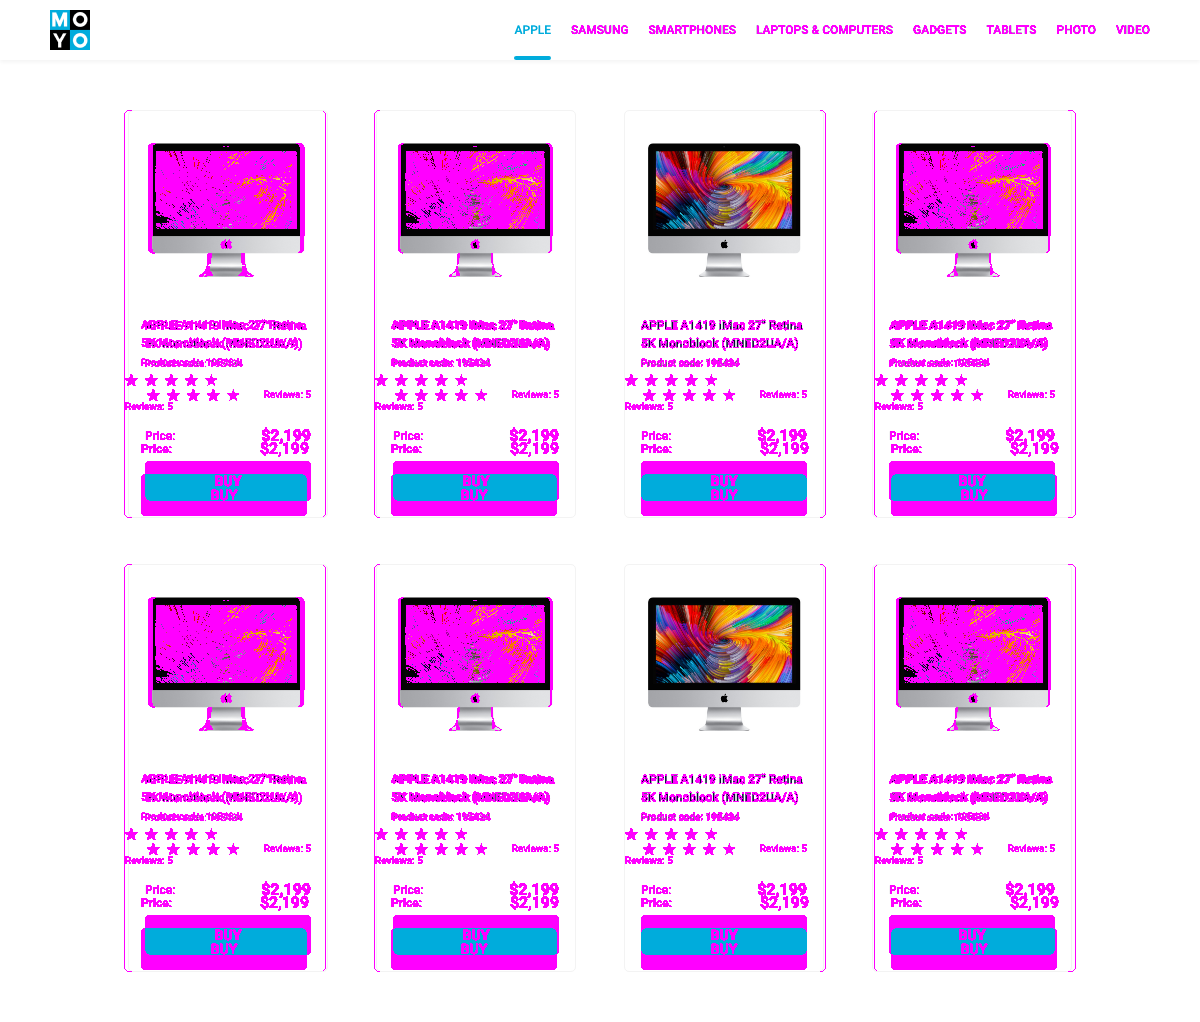 MO
YO
APPLE SAMSUNG SMARTPHONES LAPTOPS & COMPUTERS GADGETS TABLETS PHOTO VIDEO
APPLE A1419 iMac 27" Retina APPLE A1419 iMac 27" Retina APPLE A1419 iMac 27" Retina APPLE A1419 iMac 27" Retina
5K Monoblock (MNED2UA/A) 5K Monoblock (MNED2UA/A) 5K Monoblock (MNED2UA/A) 5K Monoblock (MNED2UA/A)
Product code: 195434 Product code: 195434 Product code: 195434 Product code: 195434
Reviews: 5 Reviews: 5 Reviews: 5 Reviews: 5
Reviews: 5 Reviews: 5 Reviews: 5 Reviews: 5
Price: $2,199 Price: $2,199 Price: $2,199 Price: $2,199
Price: $2,199 Price: $2,199 Price: $2,199 Price: $2,199
BUY BUY BUY BUY
BUY BUY BUY BUY
APPLE A1419 iMac 27" Retina APPLE A1419 iMac 27" Retina APPLE A1419 iMac 27" Retina APPLE A1419 iMac 27" Retina
5K Monoblock (MNED2UA/A) 5K Monoblock (MNED2UA/A) 5K Monoblock (MNED2UA/A) 5K Monoblock (MNED2UA/A)
Product code: 195434 Product code: 195434 Product code: 195434 Product code: 195434
Reviews: 5 Reviews: 5 Reviews: 5 Reviews: 5
Reviews: 5 Reviews: 5 Reviews: 5 Reviews: 5
Price: $2,199 Price: $2,199 Price: $2,199 Price: $2,199
Price: $2,199 Price: $2,199 Price: $2,199 Price: $2,199
BUY BUY BUY BUY
BUY BUY BUY BUY